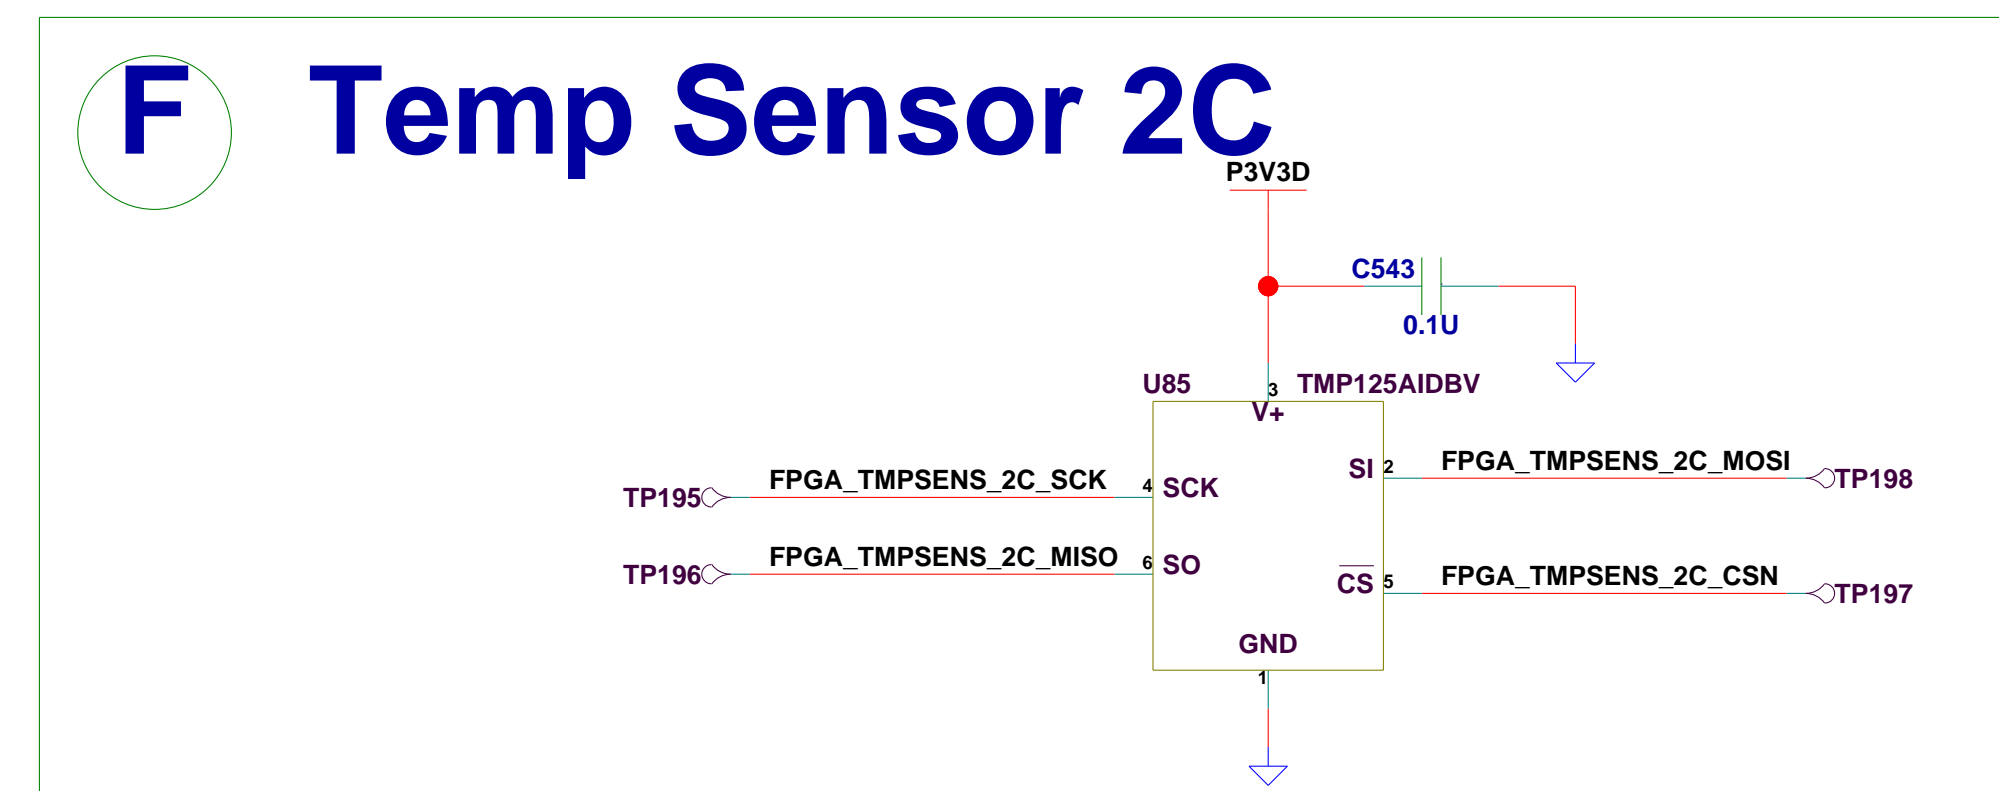 F Temp Sensor 2C
P3V3D
C543
0.1U
U85 3 TMP125AIDBV
V+
FPGA_TMPSENS_2C_SCK
TP195 4 SCK
SI 2 FPGA_TMPSENS_2C_MOSI
TP198
FPGA_TMPSENS_2C_MISO
TP196 6 SO
CS 5 FPGA_TMPSENS_2C_CSN
TP197
GND
1